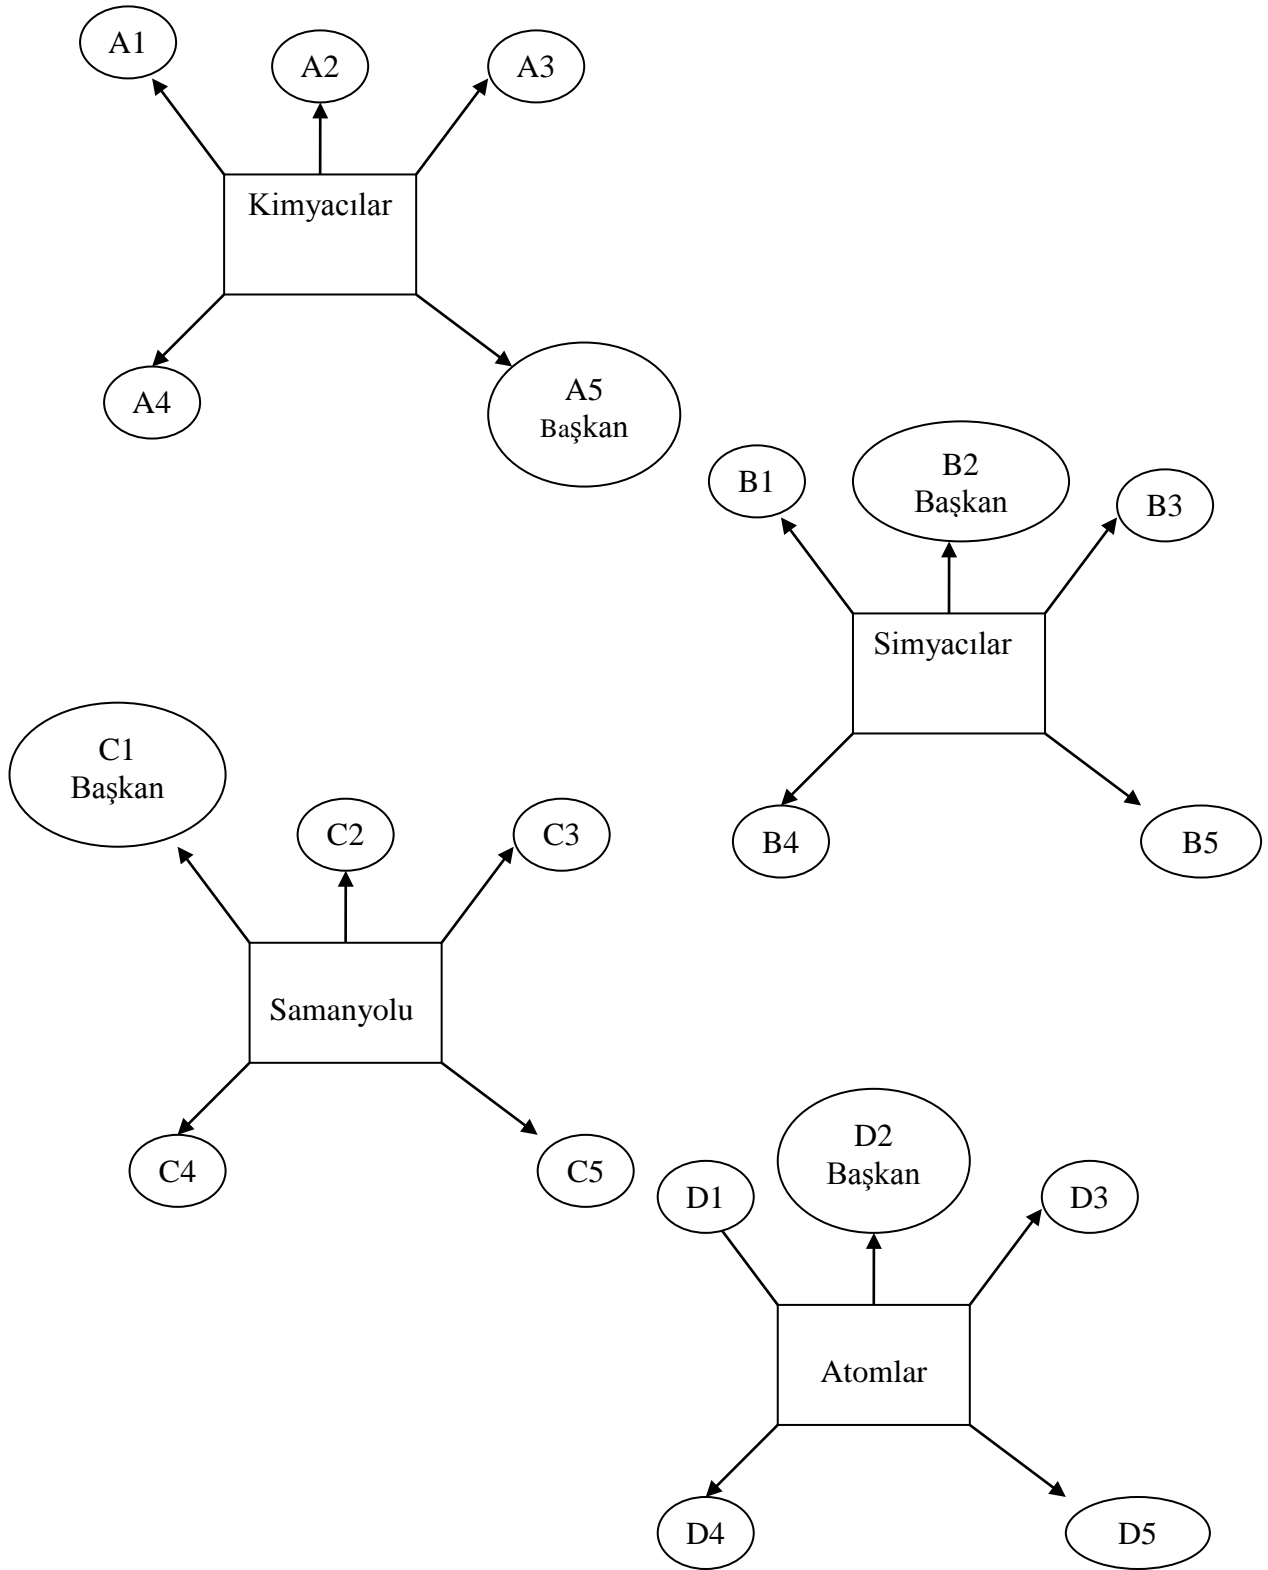 A1
A2
A3
Kimyacılar
A4
A5
Başkan
B1
B2
Başkan
B3
Simyacılar
B4
B5
C1
Başkan
C2
C3
Samanyolu
C4
C5
D1
D2
Başkan
D3
Atomlar
D4
D5